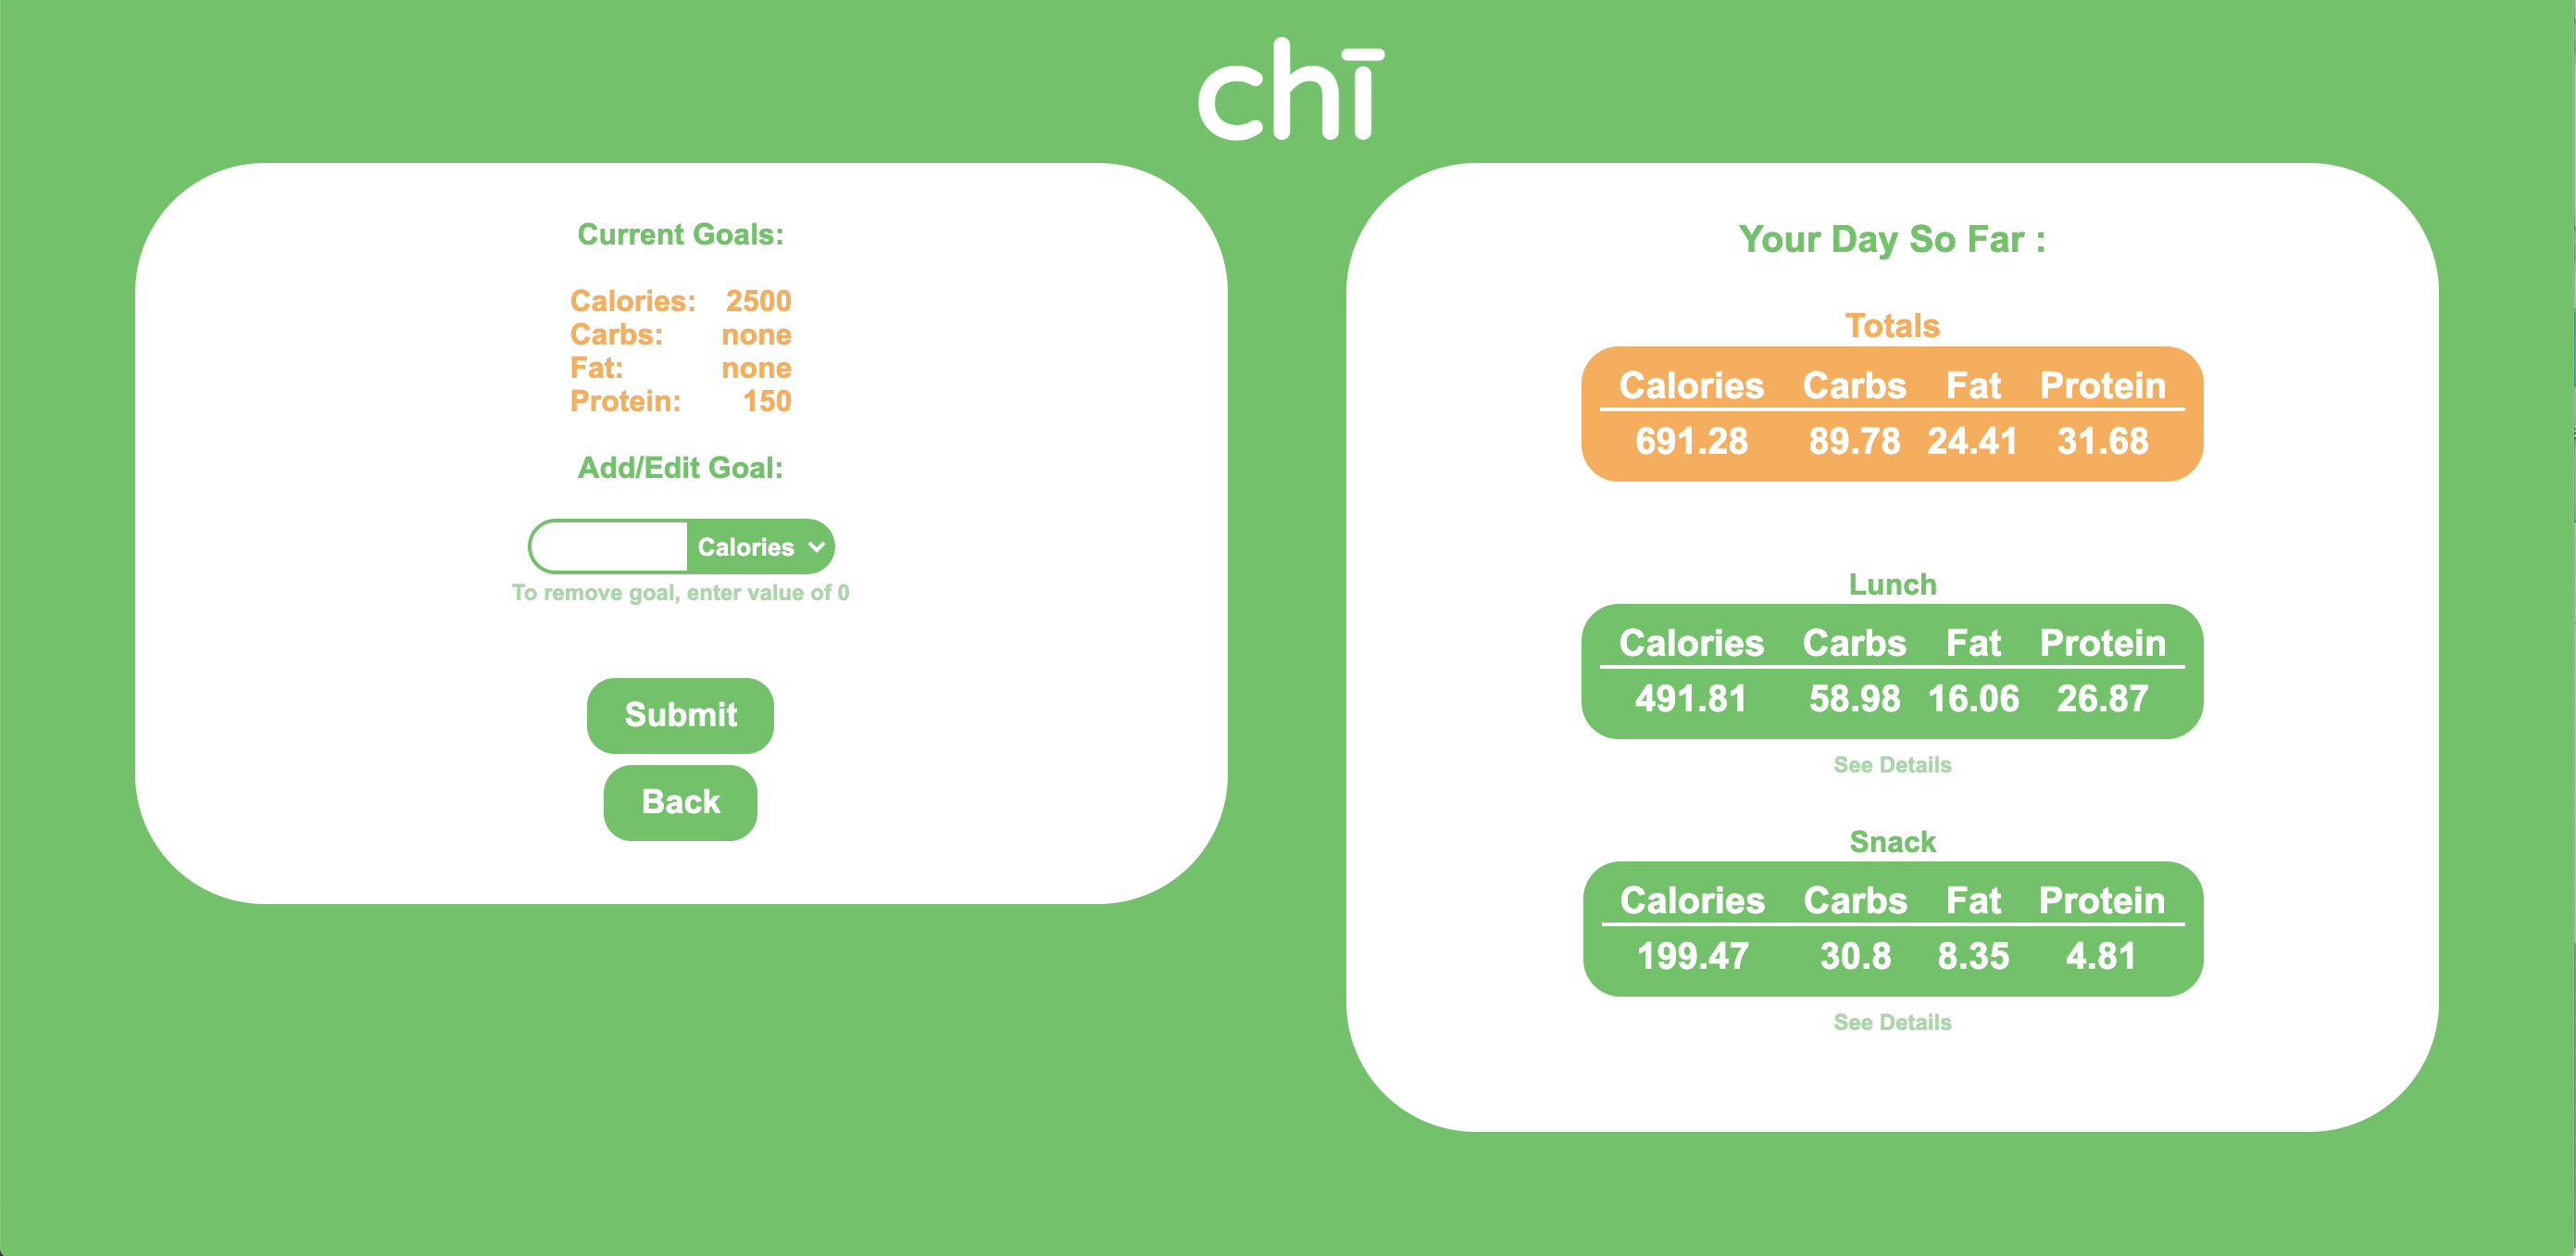 chī
Current Goals:
Calories: 2500
Carbs: none
Fat: none
Protein: 150
Add/Edit Goal:
Calories
To remove goal, enter value of 0
Submit
Back
Your Day So Far :
Totals
Calories Carbs Fat Protein
691.28 89.78 24.41 31.68
Lunch
Calories Carbs Fat Protein
491.81 58.98 16.06 26.87
See Details
Snack
Calories Carbs Fat Protein
199.47 30.8 8.35 4.81
See Details